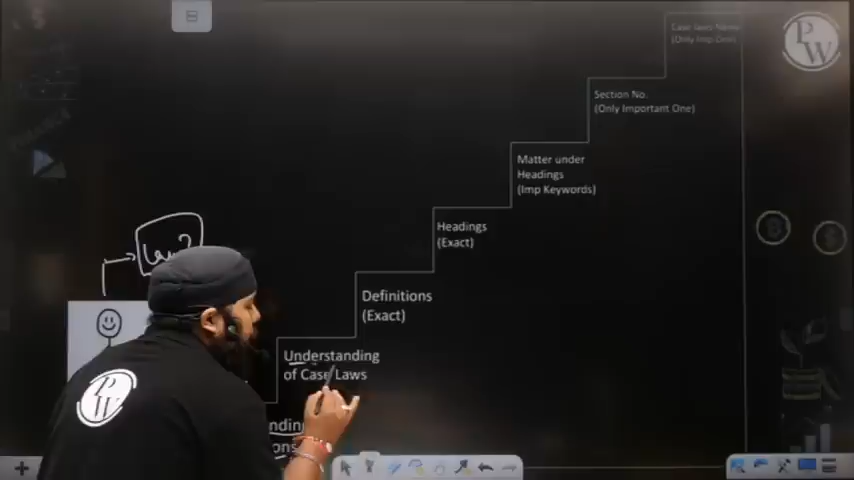 Case laws Name
(Only Imp One)
PW
Section No.
(Only Important One)
Matter under
Headings
(Imp Keywords)
Headings
(Exact)
Definitions
(Exact)
Understanding
of Case Laws
PW